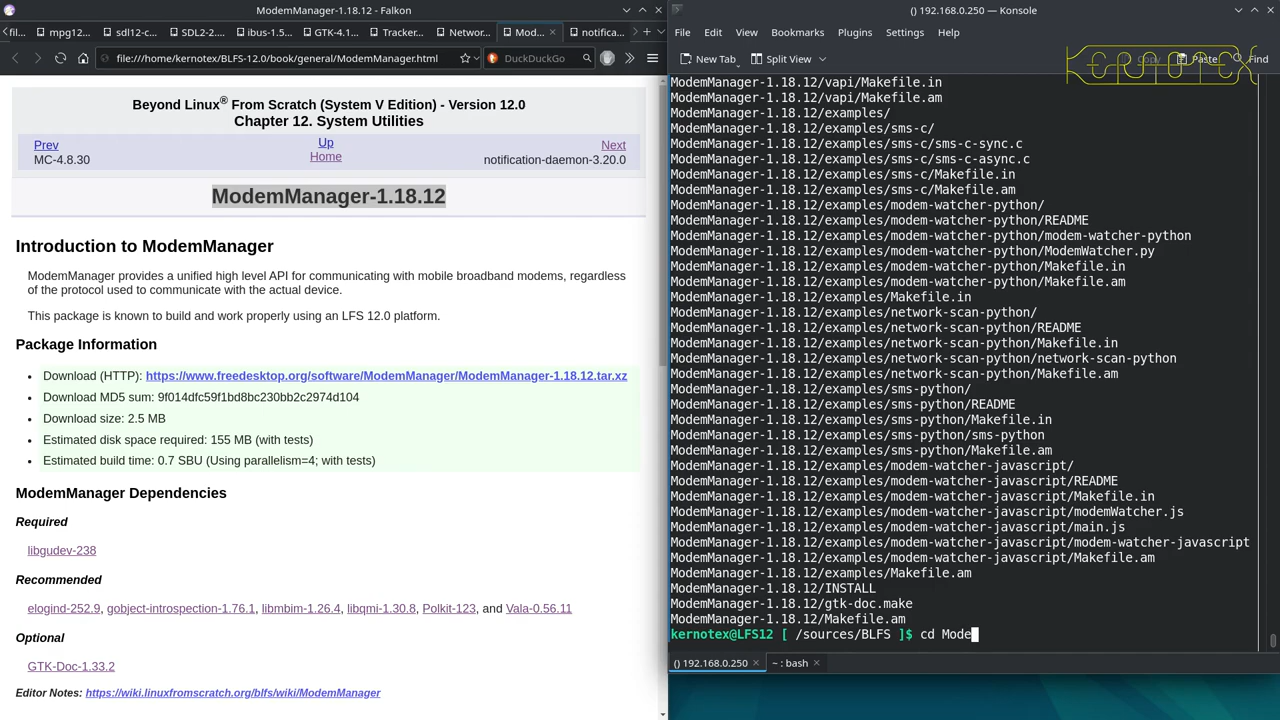 ModemManager-1.18.12 - Falkon
fil...
mpg12...
sdl12-c...
SDL2-2...
ibus-1.5...
GTK-4.1...
Tracker...
Networ...
Mod...
notifica...
file:///home/kernotex/BLFS-12.0/book/general/ModemManager.html
DuckDuckGo
Beyond Linux® From Scratch (System V Edition) - Version 12.0
Chapter 12. System Utilities
Prev
MC-4.8.30
Up
Home
Next
notification-daemon-3.20.0
ModemManager-1.18.12
Introduction to ModemManager
ModemManager provides a unified high level API for communicating with mobile broadband modems, regardless
of the protocol used to communicate with the actual device.
This package is known to build and work properly using an LFS 12.0 platform.
Package Information
• Download (HTTP): https://www.freedesktop.org/software/ModemManager/ModemManager-1.18.12.tar.xz
• Download MD5 sum: 9f014dfc59f1bd8bc230bb2c2974d104
• Download size: 2.5 MB
• Estimated disk space required: 155 MB (with tests)
• Estimated build time: 0.7 SBU (Using parallelism=4; with tests)
ModemManager Dependencies
Required
libgudev-238
Recommended
elogind-252.9, gobject-introspection-1.76.1, libmbim-1.26.4, libqmi-1.30.8, Polkit-123, and Vala-0.56.11
Optional
GTK-Doc-1.33.2
Editor Notes: https://wiki.linuxfromscratch.org/blfs/wiki/ModemManager
() 192.168.0.250 — Konsole
File Edit View Bookmarks Plugins Settings Help
New Tab Split View Copy Paste Find
kernotex
ModemManager-1.18.12/vapi/Makefile.in
ModemManager-1.18.12/vapi/Makefile.am
ModemManager-1.18.12/examples/
ModemManager-1.18.12/examples/sms-c/
ModemManager-1.18.12/examples/sms-c/sms-c-sync.c
ModemManager-1.18.12/examples/sms-c/sms-c-async.c
ModemManager-1.18.12/examples/sms-c/Makefile.in
ModemManager-1.18.12/examples/sms-c/Makefile.am
ModemManager-1.18.12/examples/modem-watcher-python/
ModemManager-1.18.12/examples/modem-watcher-python/README
ModemManager-1.18.12/examples/modem-watcher-python/modem-watcher-python
ModemManager-1.18.12/examples/modem-watcher-python/ModemWatcher.py
ModemManager-1.18.12/examples/modem-watcher-python/Makefile.in
ModemManager-1.18.12/examples/modem-watcher-python/Makefile.am
ModemManager-1.18.12/examples/Makefile.in
ModemManager-1.18.12/examples/network-scan-python/
ModemManager-1.18.12/examples/network-scan-python/README
ModemManager-1.18.12/examples/network-scan-python/Makefile.in
ModemManager-1.18.12/examples/network-scan-python/network-scan-python
ModemManager-1.18.12/examples/network-scan-python/Makefile.am
ModemManager-1.18.12/examples/sms-python/
ModemManager-1.18.12/examples/sms-python/README
ModemManager-1.18.12/examples/sms-python/Makefile.in
ModemManager-1.18.12/examples/sms-python/sms-python
ModemManager-1.18.12/examples/sms-python/Makefile.am
ModemManager-1.18.12/examples/modem-watcher-javascript/
ModemManager-1.18.12/examples/modem-watcher-javascript/README
ModemManager-1.18.12/examples/modem-watcher-javascript/Makefile.in
ModemManager-1.18.12/examples/modem-watcher-javascript/modemWatcher.js
ModemManager-1.18.12/examples/modem-watcher-javascript/main.js
ModemManager-1.18.12/examples/modem-watcher-javascript/modem-watcher-javascript
ModemManager-1.18.12/examples/modem-watcher-javascript/Makefile.am
ModemManager-1.18.12/examples/Makefile.am
ModemManager-1.18.12/INSTALL
ModemManager-1.18.12/gtk-doc.make
ModemManager-1.18.12/Makefile.am
kernotex@LFS12 [ /sources/BLFS ]$ cd Mode
() 192.168.0.250
~ : bash